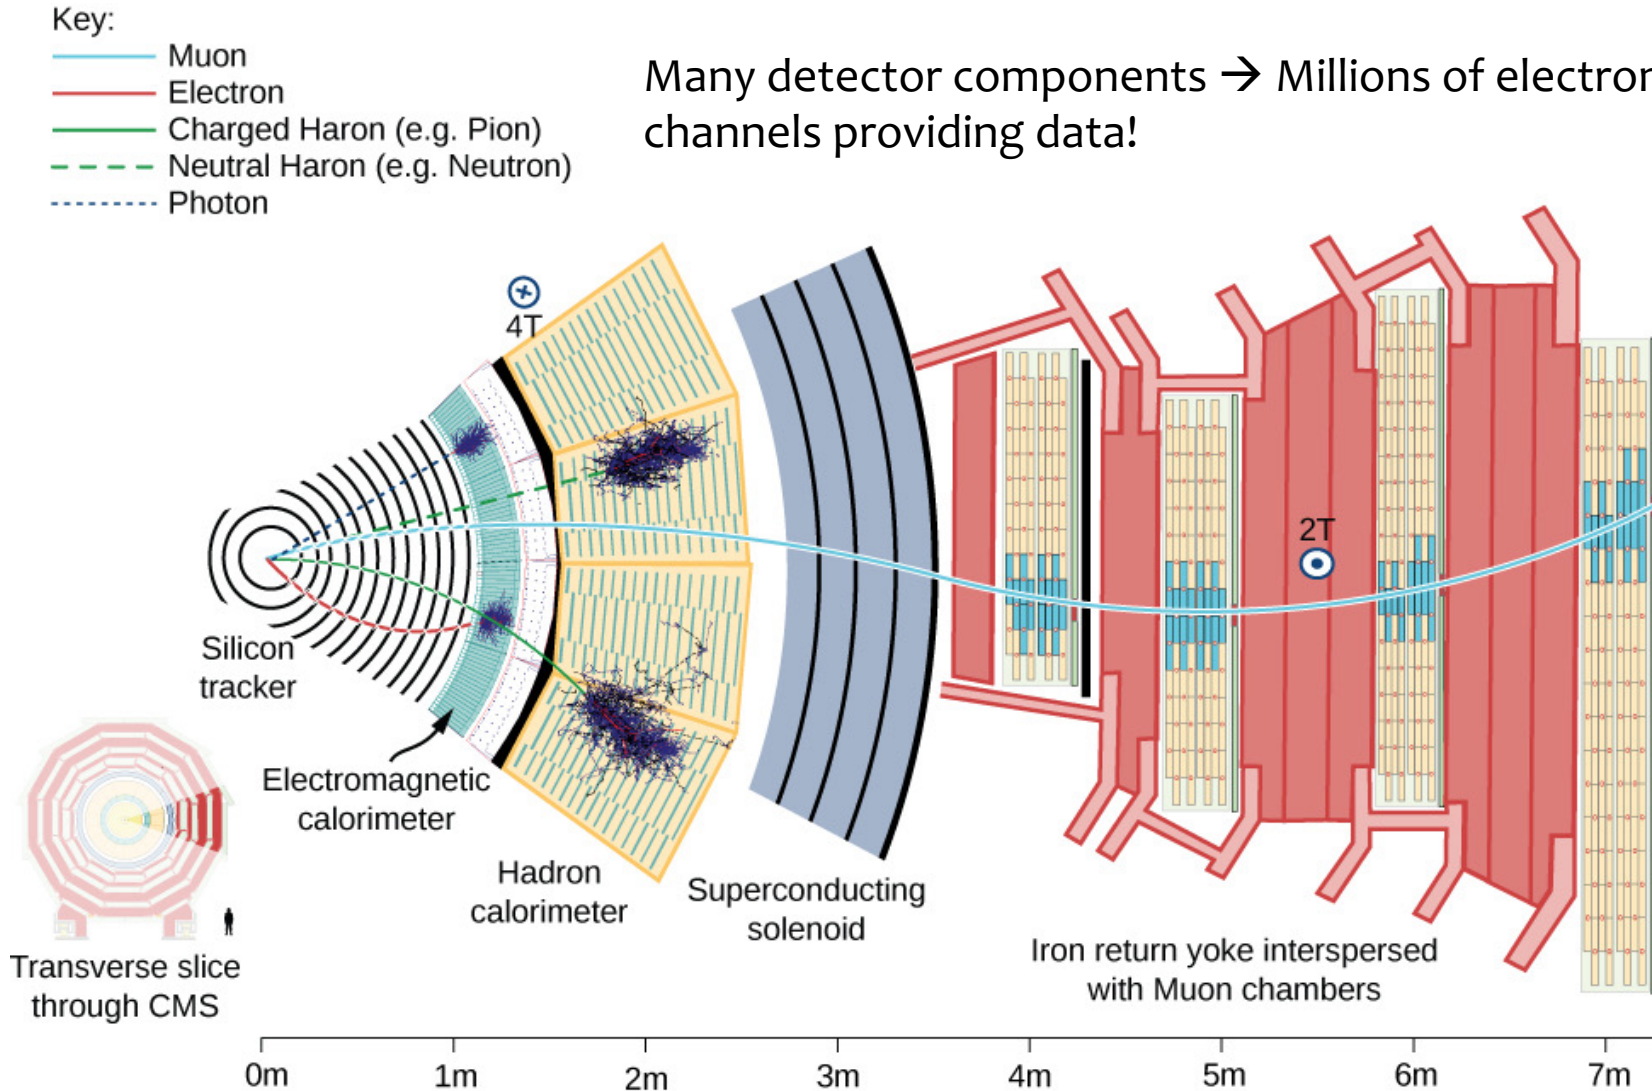 Key:
Muon
Electron
Charged Haron (e.g. Pion)
Neutral Haron (e.g. Neutron)
Photon
Many detector components → Millions of electron
channels providing data!
4T
2T
Silicon
tracker
Electromagnetic
calorimeter
Hadron
calorimeter
Superconducting
solenoid
Iron return yoke interspersed
with Muon chambers
Transverse slice
through CMS
0m 1m 2m 3m 4m 5m 6m 7m